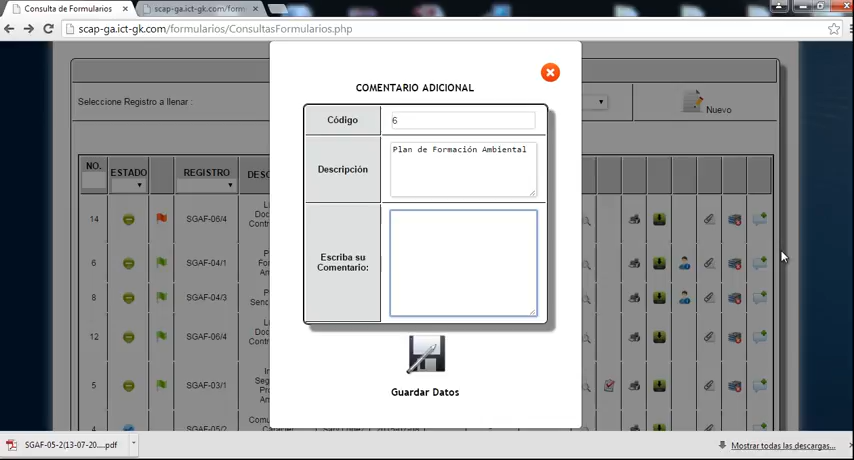 Consulta de Formularios
scap-ga.ict-gk.com/form
scap-ga.ict-gk.com/formularios/ConsultasFormularios.php
Seleccione Registro a llenar :
Nuevo
NO.
ESTADO
REGISTRO
14
SGAF-06/4
6
SGAF-04/1
8
SGAF-04/3
12
SGAF-06/4
5
SGAF-03/1
4
SGAF-05/2
COMENTARIO ADICIONAL
Código
6
Descripción
Plan de Formación Ambiental
Escriba su
Comentario:
Guardar Datos
SGAF-05-2(13-07-20....pdf
Mostrar todas las descargas...